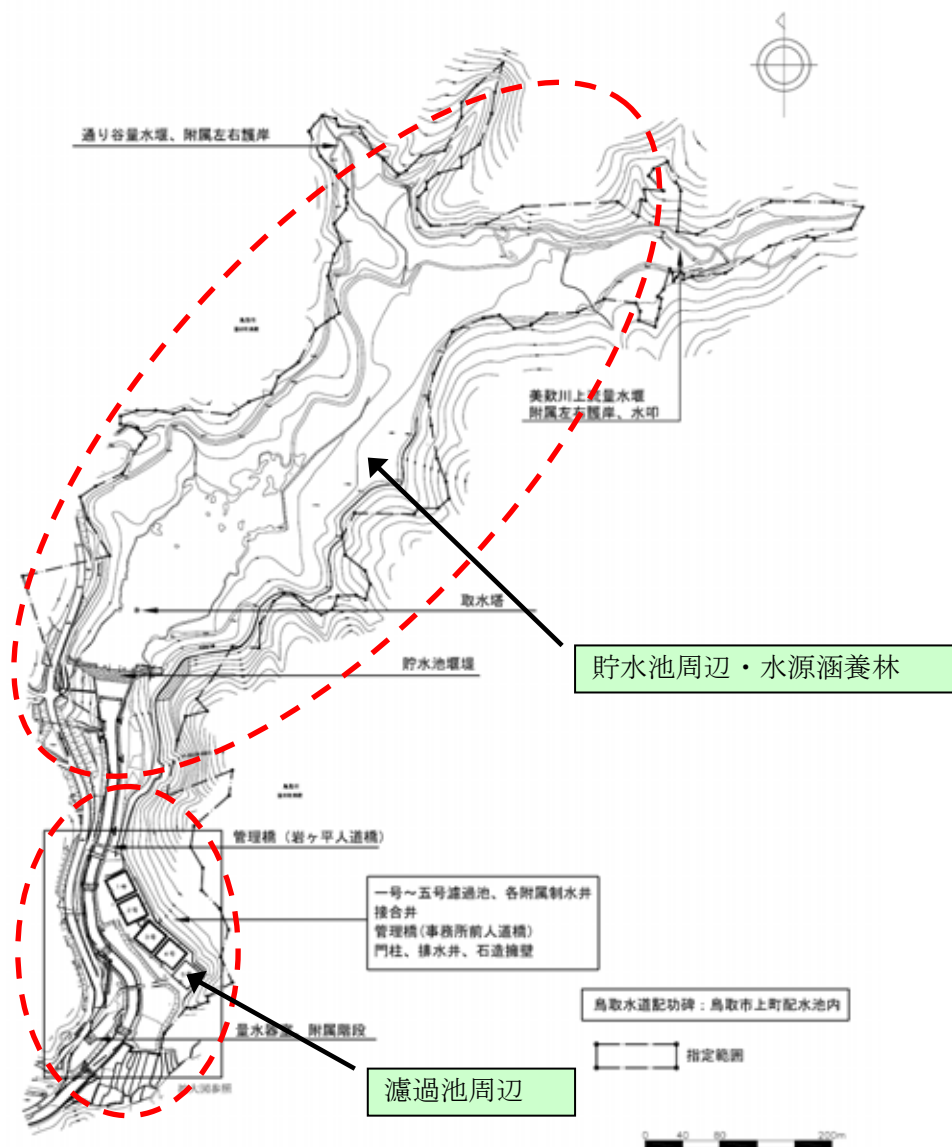 通り谷量水堰、附属左右護岸
美歎川上流量水堰
附属左右護岸、水叩
取水塔
貯水池堰堤
貯水池周辺・水源涵養林
管理橋（岩ヶ平人道橋）
一号～五号濾過池、各附属制水井
接合井
管理橋（事務所前人道橋）
門柱、排水井、石造擁壁
鳥取水道配功碑：鳥取市上町配水池内
量水器室、附属階段
指定範囲
濾過池周辺
0 40 80 200m